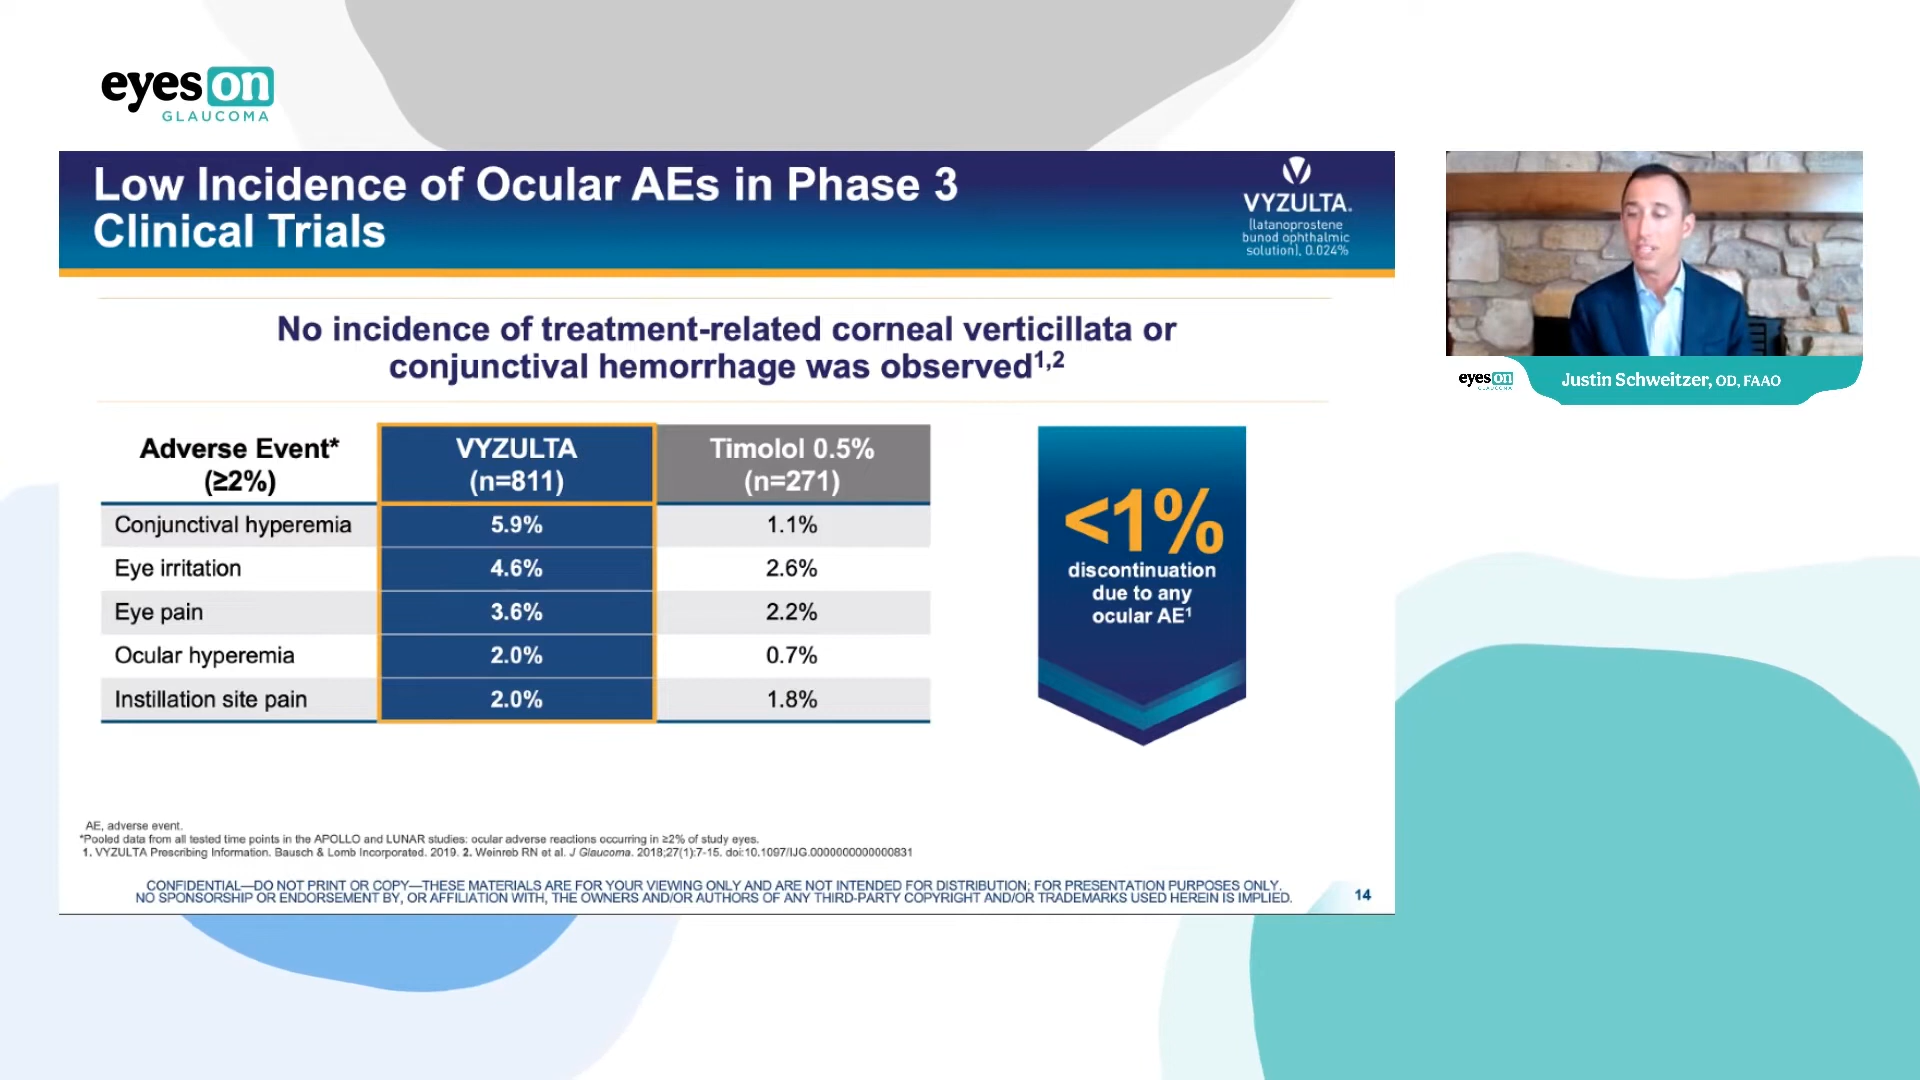 eyes on
GLAUCOMA
Low Incidence of Ocular AEs in Phase 3
Clinical Trials
VYZULTA.
(latanoprostene
bunod ophthalmic
solution), 0.024%
No incidence of treatment-related corneal verticillata or
conjunctival hemorrhage was observed1,2
Adverse Event*
(≥2%)
VYZULTA
(n=811)
Timolol 0.5%
(n=271)
Conjunctival hyperemia 5.9% 1.1%
Eye irritation 4.6% 2.6%
Eye pain 3.6% 2.2%
Ocular hyperemia 2.0% 0.7%
Instillation site pain 2.0% 1.8%
<1%
discontinuation
due to any
ocular AE1
AE, adverse event.
*Pooled data from all tested time points in the APOLLO and LUNAR studies: ocular adverse reactions occurring in ≥2% of study eyes.
1. VYZULTA Prescribing Information. Bausch & Lomb Incorporated. 2019. 2. Weinreb RN et al. J Glaucoma. 2018;27(1):7-15. doi:10.1097/IJG.0000000000000831
CONFIDENTIAL—DO NOT PRINT OR COPY—THESE MATERIALS ARE FOR YOUR VIEWING ONLY AND ARE NOT INTENDED FOR DISTRIBUTION; FOR PRESENTATION PURPOSES ONLY.
NO SPONSORSHIP OR ENDORSEMENT BY, OR AFFILIATION WITH, THE OWNERS AND/OR AUTHORS OF ANY THIRD-PARTY COPYRIGHT AND/OR TRADEMARKS USED HEREIN IS IMPLIED.
14
eyes on
GLAUCOMA
Justin Schweitzer, OD, FAAO